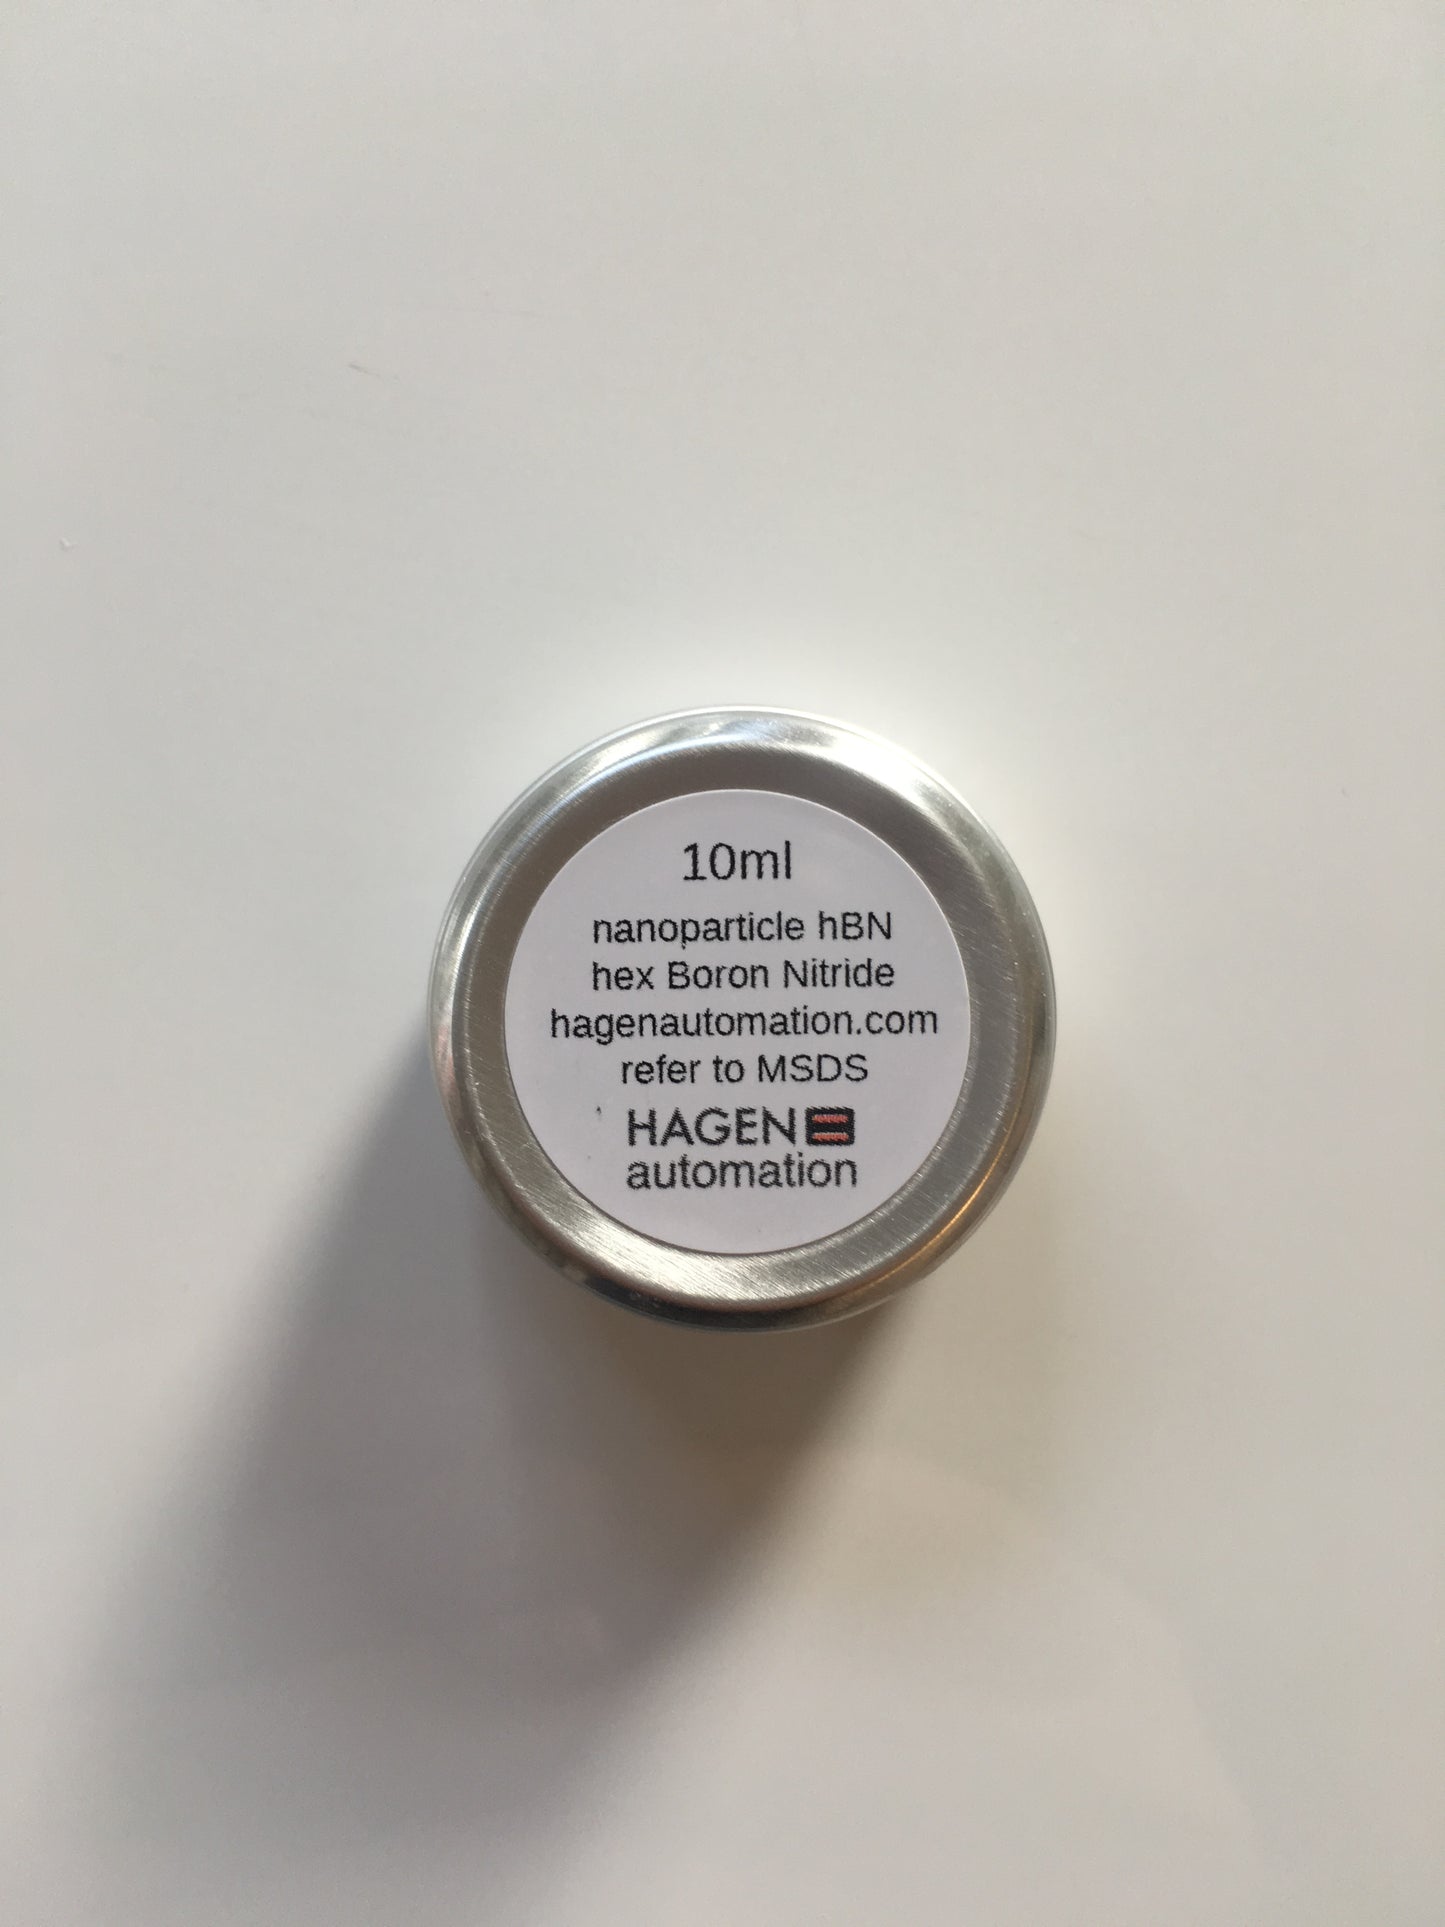 10ml
nanoparticle hBN
hex Boron Nitride
hagenautomation.com
refer to MSDS
HAGEN
automation